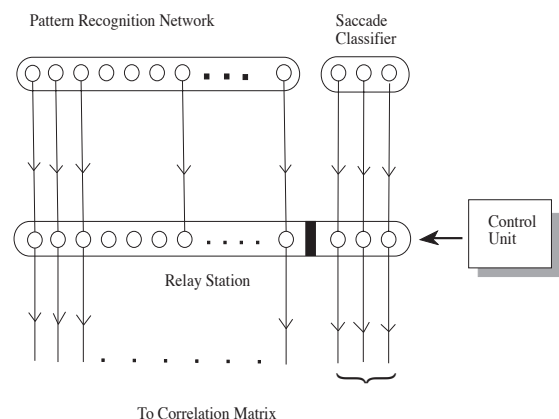 Pattern Recognition Network
Saccade
Classifier
Control
Unit
Relay Station
To Correlation Matrix